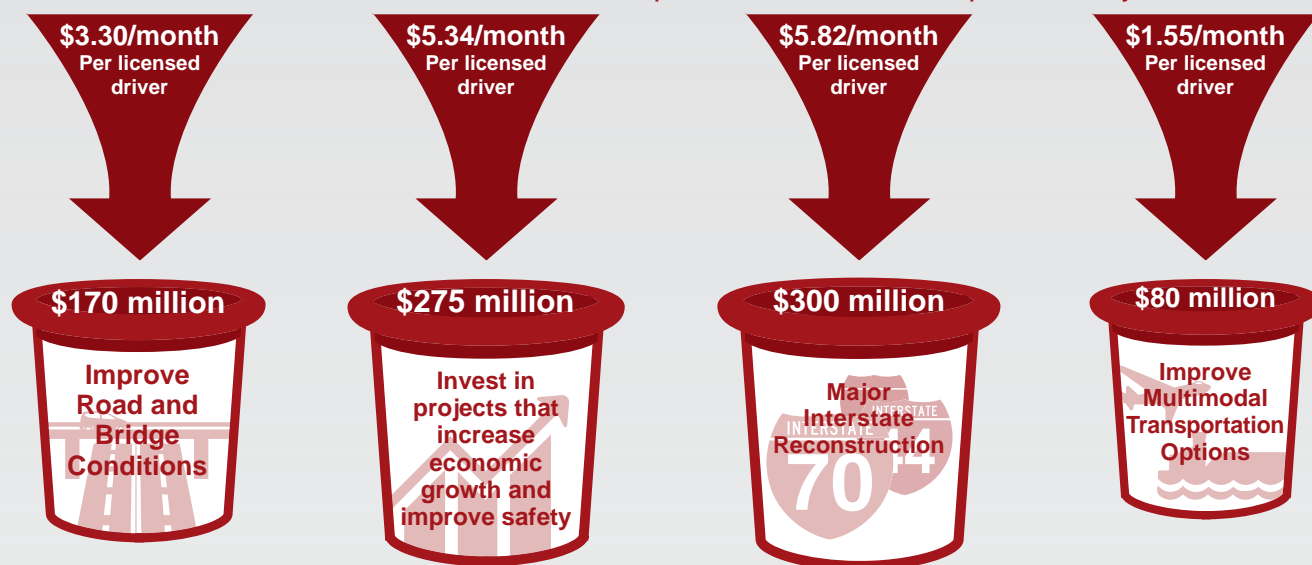 $3.30/month
Per licensed
driver
$5.34/month
Per licensed
driver
$5.82/month
Per licensed
driver
$1.55/month
Per licensed
driver
$170 million
Improve
Road and
Bridge
Conditions
$275 million
Invest in
projects that
increase
economic
growth and
improve safety
$300 million
Major
Interstate
Reconstruction
INTERSTATE
70
INTERSTATE
44
$80 million
Improve
Multimodal
Transportation
Options